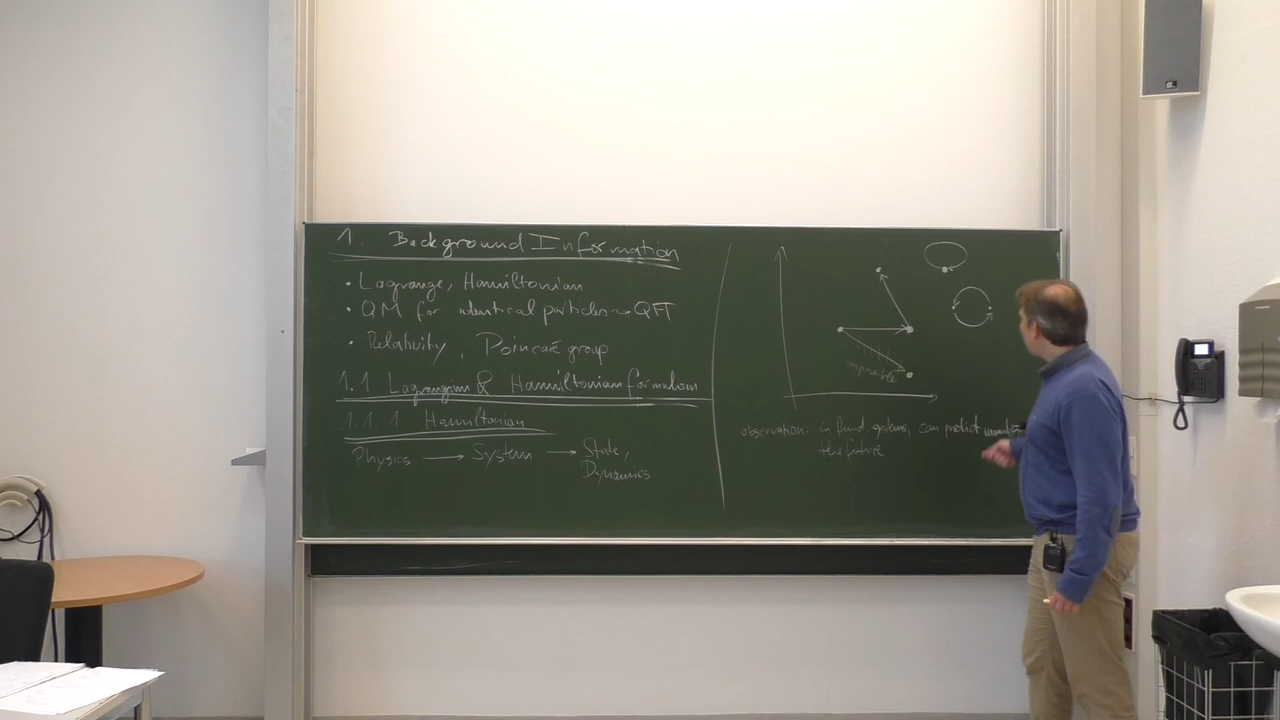 1. Background Information
• Lagrange, Hamiltonian
• QM for identical particles → QFT
• Relativity, Poincaré group
1.1 Lagrangian & Hamiltonian formalism
1.1.1 Hamiltonian
Physics → System → State,
Dynamics
impossible
observation: in fund. systems, can predict
the future